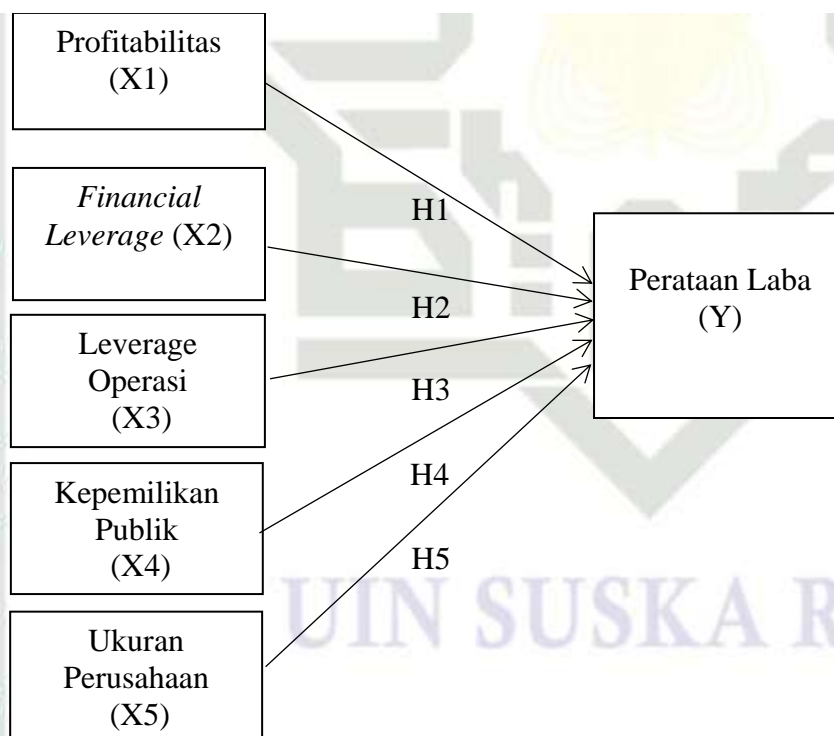 Profitabilitas
(X1)
Financial
Leverage (X2)
Leverage
Operasi
(X3)
Kepemilikan
Publik
(X4)
Ukuran
Perusahaan
(X5)
H1
H2
H3
H4
H5
Perataan Laba
(Y)
UIN SUSKA R